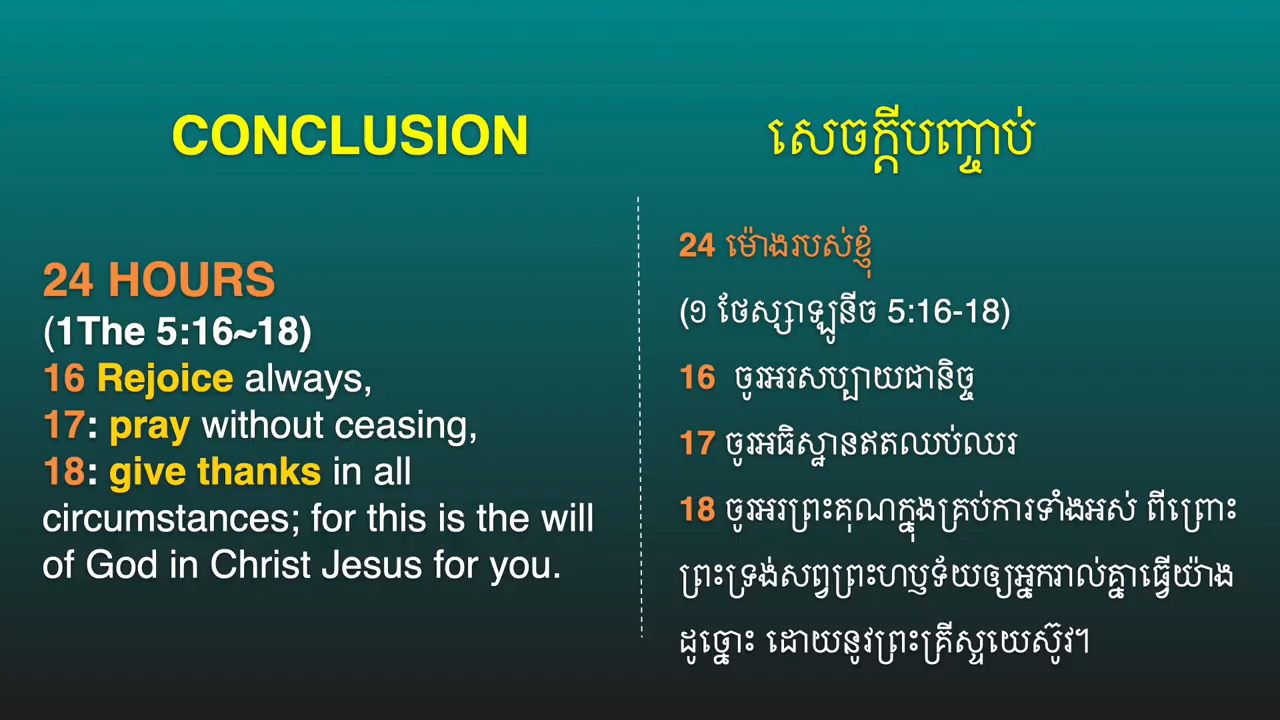 CONCLUSION
24 HOURS
(1The 5:16~18)
16 Rejoice always,
17: pray without ceasing,
18: give thanks in all
circumstances; for this is the will
of God in Christ Jesus for you.
សេចក្ដីបញ្ចាប់
24 ម៉ោងរបស់ខ្ញុំ
(១ ថែស្សាឡូនីច 5:16-18)
16 ចូរអរសប្បាយជានិច្ច
17 ចូរអធិស្ឋានឥតឈប់ឈរ
18 ចូរអរព្រះគុណក្នុងគ្រប់ការទាំងអស់ ពីព្រោះ
ព្រះទ្រង់សព្វព្រះហឫទ័យឲ្យអ្នករាល់គ្នាធ្វើយ៉ាង
ដូច្នោះ ដោយនូវព្រះគ្រីស្ទយេស៊ូវ។